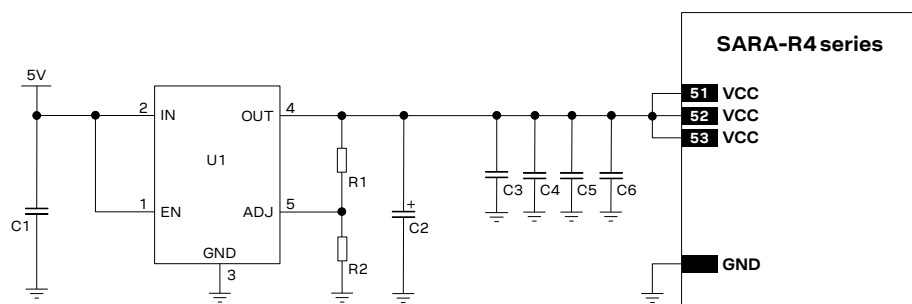 SARA-R4 series
5V
51 VCC
2 IN OUT 4
52 VCC
53 VCC
U1
R1
C3 C4 C5 C6
1 EN ADJ 5
C1
+
C2
GND
R2
3
GND